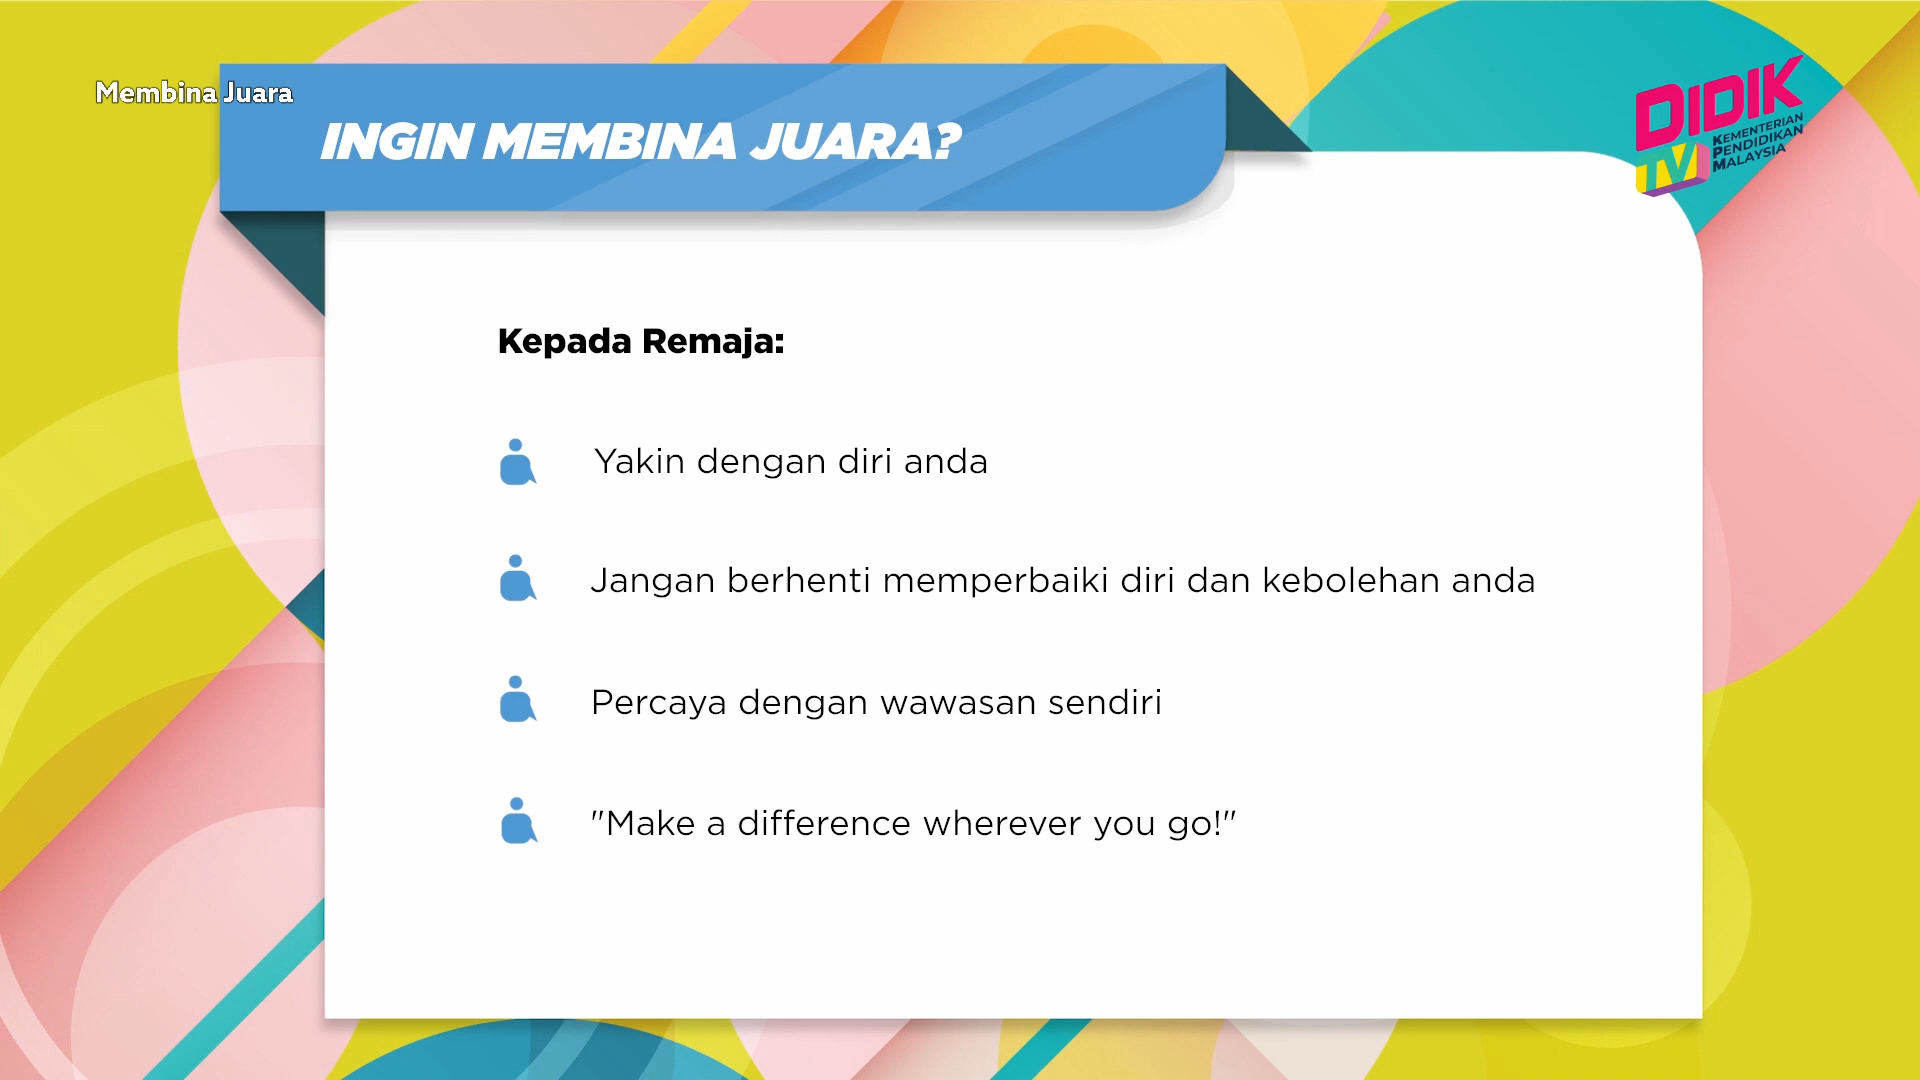 Membina Juara
INGIN MEMBINA JUARA?
DIDIK
TV
KEMENTERIAN
PENDIDIKAN
MALAYSIA
Kepada Remaja:
Yakin dengan diri anda
Jangan berhenti memperbaiki diri dan kebolehan anda
Percaya dengan wawasan sendiri
"Make a difference wherever you go!"